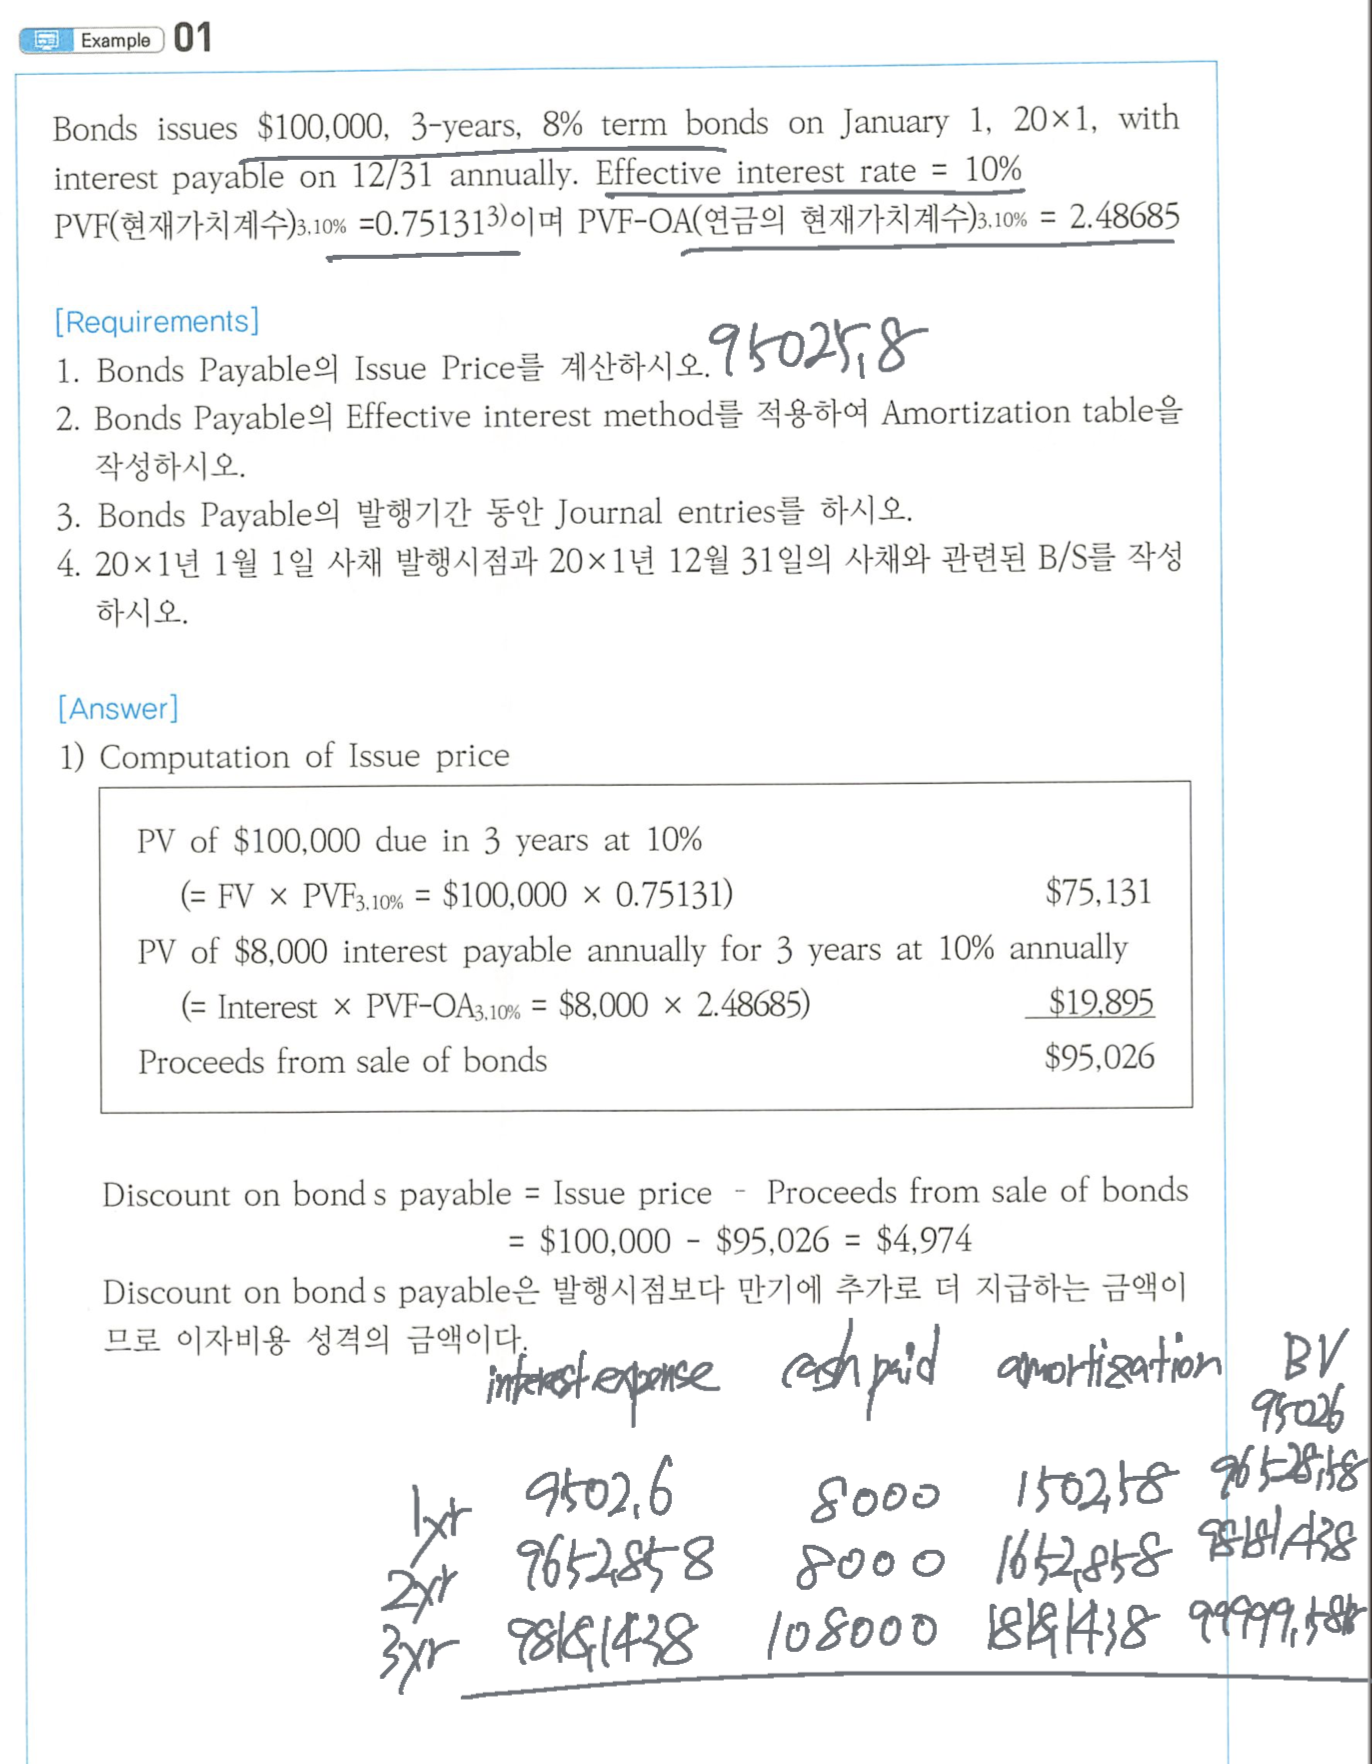 Example 01
Bonds issues $100,000, 3-years, 8% term bonds on January 1, 20×1, with
interest payable on 12/31 annually. Effective interest rate = 10%
PVF(현재가치계수)3,10% =0.75131³⁾이며 PVF-OA(연금의 현재가치계수)3,10% = 2.48685
[Requirements]
1. Bonds Payable의 Issue Price를 계산하시오. 95025,8
2. Bonds Payable의 Effective interest method를 적용하여 Amortization table을
작성하시오.
3. Bonds Payable의 발행기간 동안 Journal entries를 하시오.
4. 20×1년 1월 1일 사채 발행시점과 20×1년 12월 31일의 사채와 관련된 B/S를 작성
하시오.
[Answer]
1) Computation of Issue price
PV of $100,000 due in 3 years at 10%
(= FV × PVF3,10% = $100,000 × 0.75131) $75,131
PV of $8,000 interest payable annually for 3 years at 10% annually
(= Interest × PVF-OA3,10% = $8,000 × 2.48685) $19,895
Proceeds from sale of bonds $95,026
Discount on bond s payable = Issue price - Proceeds from sale of bonds
= $100,000 - $95,026 = $4,974
Discount on bond s payable은 발행시점보다 만기에 추가로 더 지급하는 금액이
므로 이자비용 성격의 금액이다.
interest expense cash paid amortization BV
95026
1yr 9502,6 8000 1502,58 96528,58
2yr 9652,858 8000 1652,858 98181,438
3yr 9818,1438 108000 1818,1438